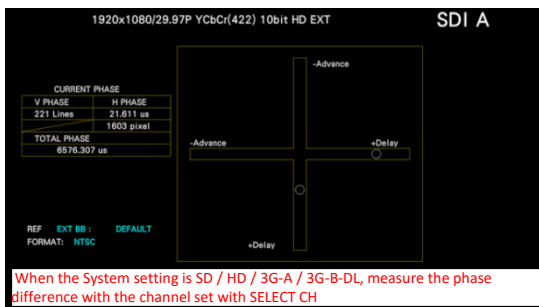 1920x1080/29.97P YCbCr(422) 10bit HD EXT
SDI A
-Advance
CURRENT PHASE
V PHASE H PHASE
221 Lines 21.611 us
1603 pixel
TOTAL PHASE
6576.307 us
-Advance
+Delay
REF EXT BB : DEFAULT
FORMAT: NTSC
+Delay
When the System setting is SD / HD / 3G-A / 3G-B-DL, measure the phase
difference with the channel set with SELECT CH